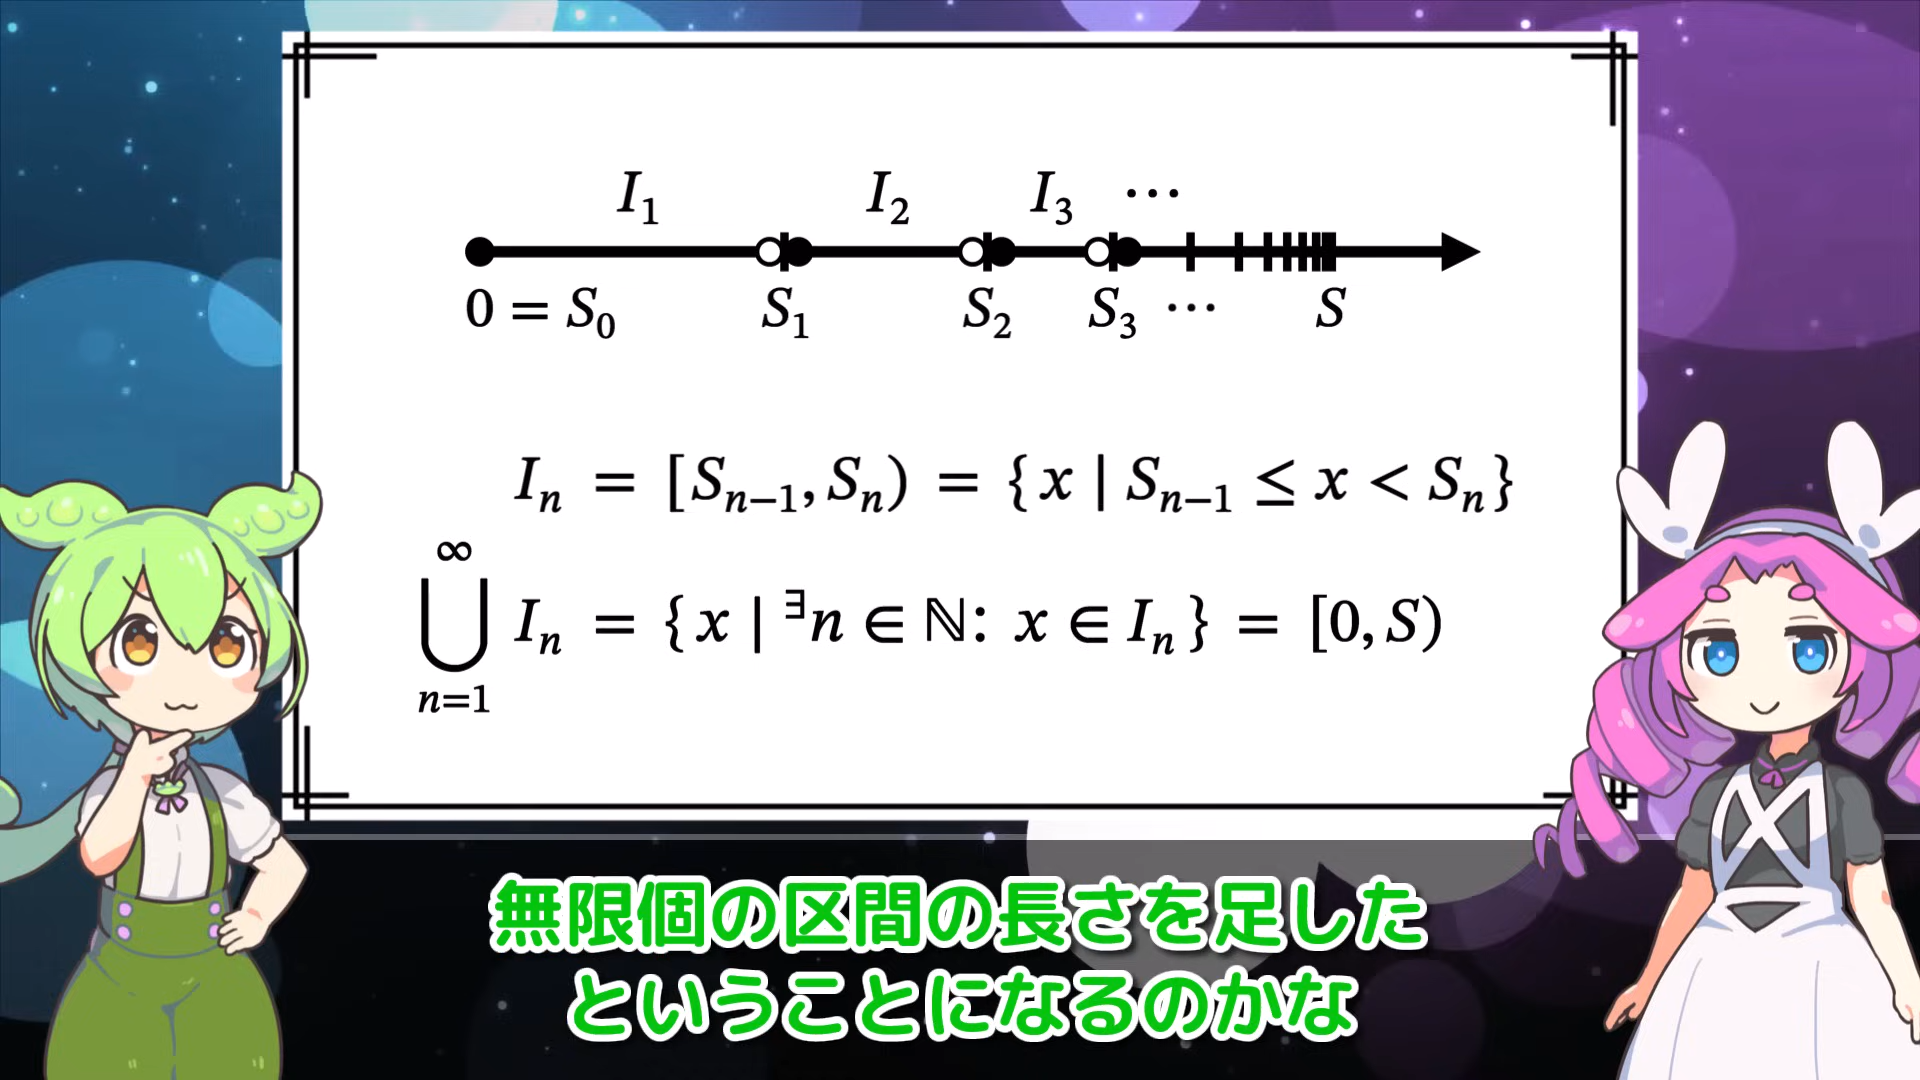 I₁ I₂ I₃ ⋯
0 = S₀ S₁ S₂ S₃ ⋯ S
Iₙ = [Sₙ₋₁, Sₙ) = { x | Sₙ₋₁ ≤ x < Sₙ }
⋃_{n=1}^{∞} Iₙ = { x | ∃n ∈ ℕ: x ∈ Iₙ } = [0, S)
無限個の区間の長さを足した
ということになるのかな